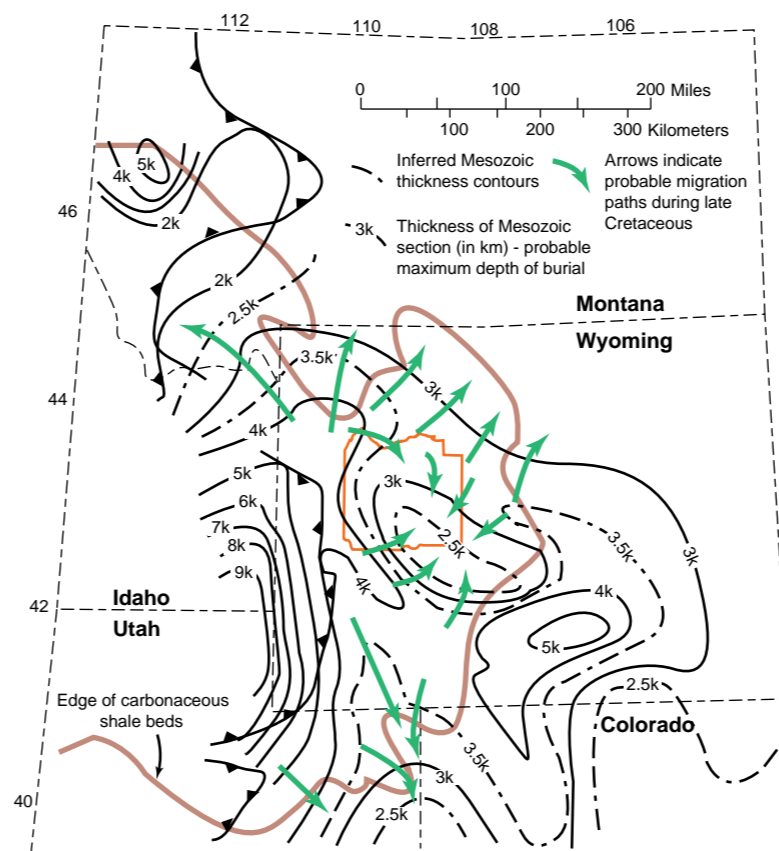 112
110
108
106
0 100 200 Miles
100 200 300 Kilometers
Inferred Mesozoic
thickness contours
Arrows indicate
probable migration
paths during late
Cretaceous
3k
Thickness of Mesozoic
section (in km) - probable
maximum depth of burial
5k
4k
2k
46
2k
2.5k
Montana
Wyoming
3.5k
3k
44
4k
5k
6k
7k
8k
9k
3k
2.5k
3.5k
3k
4k
4k
5k
42
Idaho
Utah
2.5k
Edge of carbonaceous
shale beds
Colorado
3.5k
3k
2.5k
40